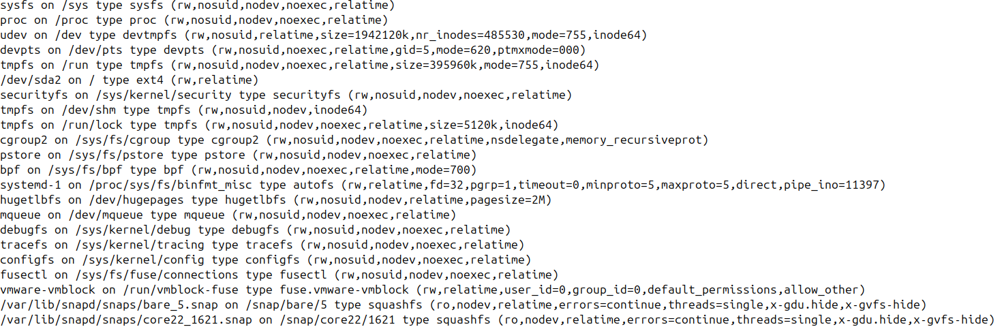 sysfs on /sys type sysfs (rw,nosuid,nodev,noexec,relatime)
proc on /proc type proc (rw,nosuid,nodev,noexec,relatime)
udev on /dev type devtmpfs (rw,nosuid,relatime,size=1942120k,nr_inodes=485530,mode=755,inode64)
devpts on /dev/pts type devpts (rw,nosuid,noexec,relatime,gid=5,mode=620,ptmxmode=000)
tmpfs on /run type tmpfs (rw,nosuid,nodev,noexec,relatime,size=395960k,mode=755,inode64)
/dev/sda2 on / type ext4 (rw,relatime)
securityfs on /sys/kernel/security type securityfs (rw,nosuid,nodev,noexec,relatime)
tmpfs on /dev/shm type tmpfs (rw,nosuid,nodev,inode64)
tmpfs on /run/lock type tmpfs (rw,nosuid,nodev,noexec,relatime,size=5120k,inode64)
cgroup2 on /sys/fs/cgroup type cgroup2 (rw,nosuid,nodev,noexec,relatime,nsdelegate,memory_recursiveprot)
pstore on /sys/fs/pstore type pstore (rw,nosuid,nodev,noexec,relatime)
bpf on /sys/fs/bpf type bpf (rw,nosuid,nodev,noexec,relatime,mode=700)
systemd-1 on /proc/sys/fs/binfmt_misc type autofs (rw,relatime,fd=32,pgrp=1,timeout=0,minproto=5,maxproto=5,direct,pipe_ino=11397)
hugetlbfs on /dev/hugepages type hugetlbfs (rw,nosuid,nodev,relatime,pagesize=2M)
mqueue on /dev/mqueue type mqueue (rw,nosuid,nodev,noexec,relatime)
debugfs on /sys/kernel/debug type debugfs (rw,nosuid,nodev,noexec,relatime)
tracefs on /sys/kernel/tracing type tracefs (rw,nosuid,nodev,noexec,relatime)
configfs on /sys/kernel/config type configfs (rw,nosuid,nodev,noexec,relatime)
fusectl on /sys/fs/fuse/connections type fusectl (rw,nosuid,nodev,noexec,relatime)
vmware-vmblock on /run/vmblock-fuse type fuse.vmware-vmblock (rw,relatime,user_id=0,group_id=0,default_permissions,allow_other)
/var/lib/snapd/snaps/bare_5.snap on /snap/bare/5 type squashfs (ro,nodev,relatime,errors=continue,threads=single,x-gdu.hide,x-gvfs-hide)
/var/lib/snapd/snaps/core22_1621.snap on /snap/core22/1621 type squashfs (ro,nodev,relatime,errors=continue,threads=single,x-gdu.hide,x-gvfs-hide)